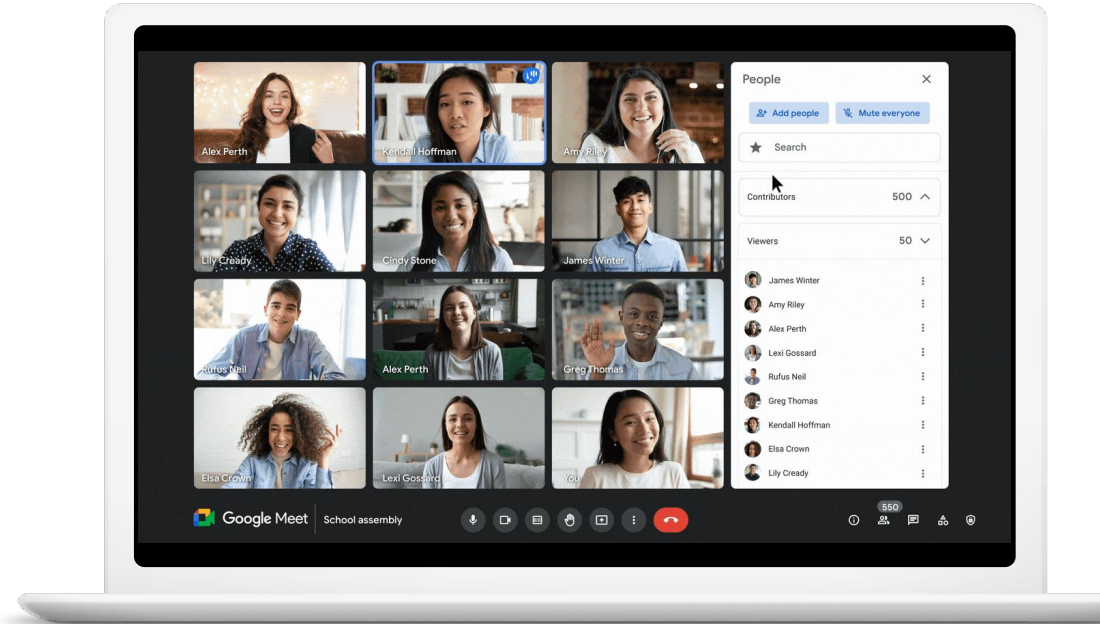 Alex Perth
Kendall Hoffman
Amy Riley
Lily Cready
Cindy Stone
James Winter
Rufus Neil
Alex Perth
Greg Thomas
Elsa Crown
Lexi Gossard
You
People
Add people
Mute everyone
Search
Contributors 500
Viewers 50
James Winter
Amy Riley
Alex Perth
Lexi Gossard
Rufus Neil
Greg Thomas
Kendall Hoffman
Elsa Crown
Lily Cready
Google Meet School assembly
CC
550